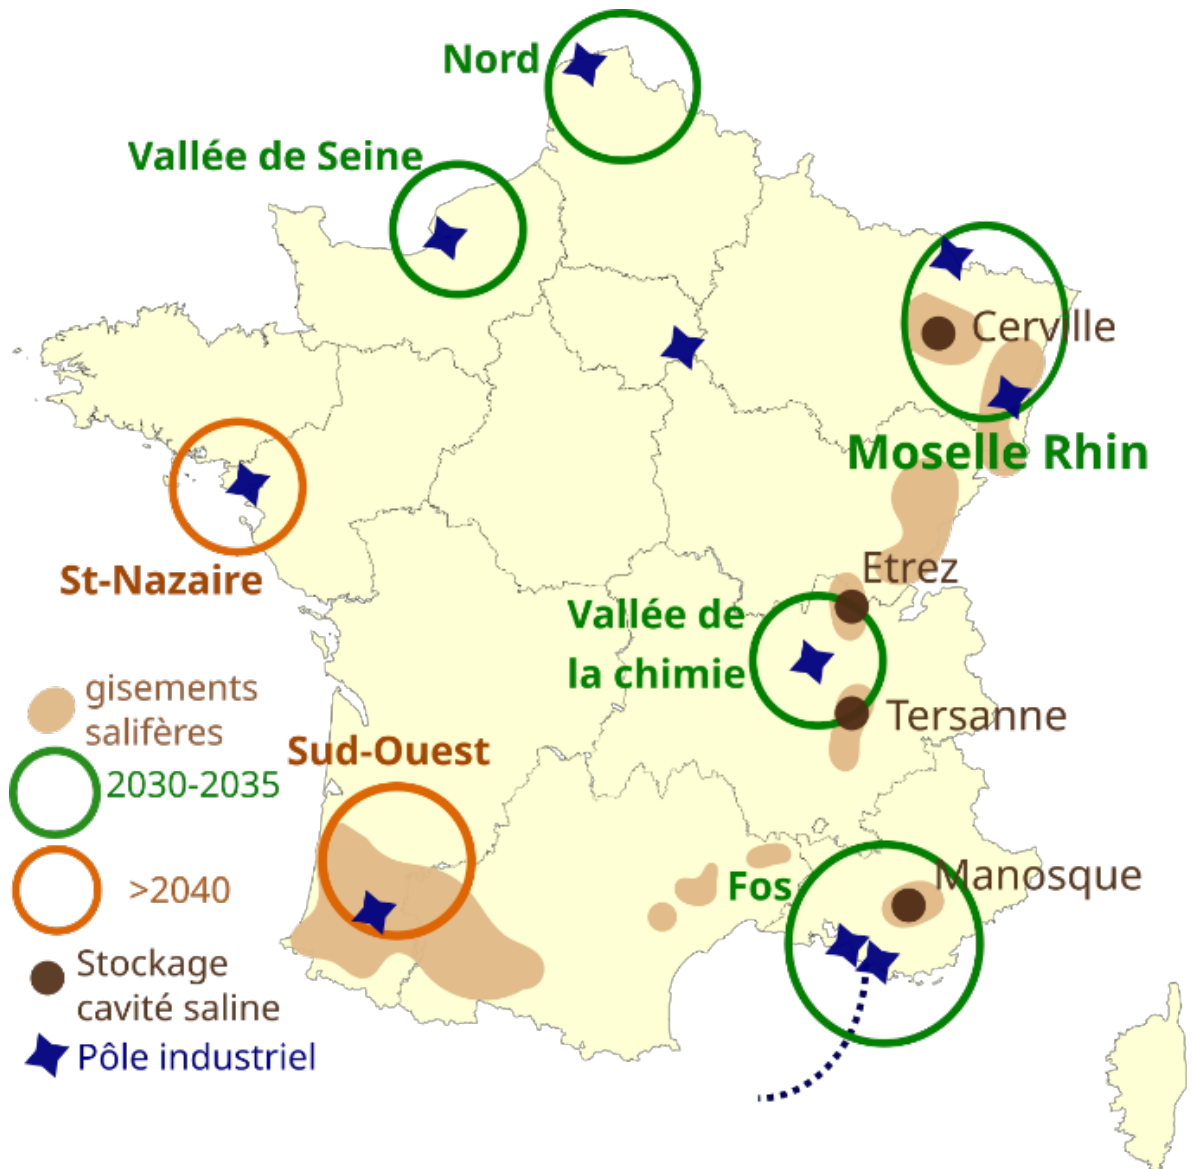 Nord
Vallée de Seine
Cerville
Moselle Rhin
St-Nazaire
Etrez
Vallée de
la chimie
Tersanne
Sud-Ouest
Fos
Manosque
gisements
salifères
2030-2035
>2040
Stockage
cavité saline
Pôle industriel